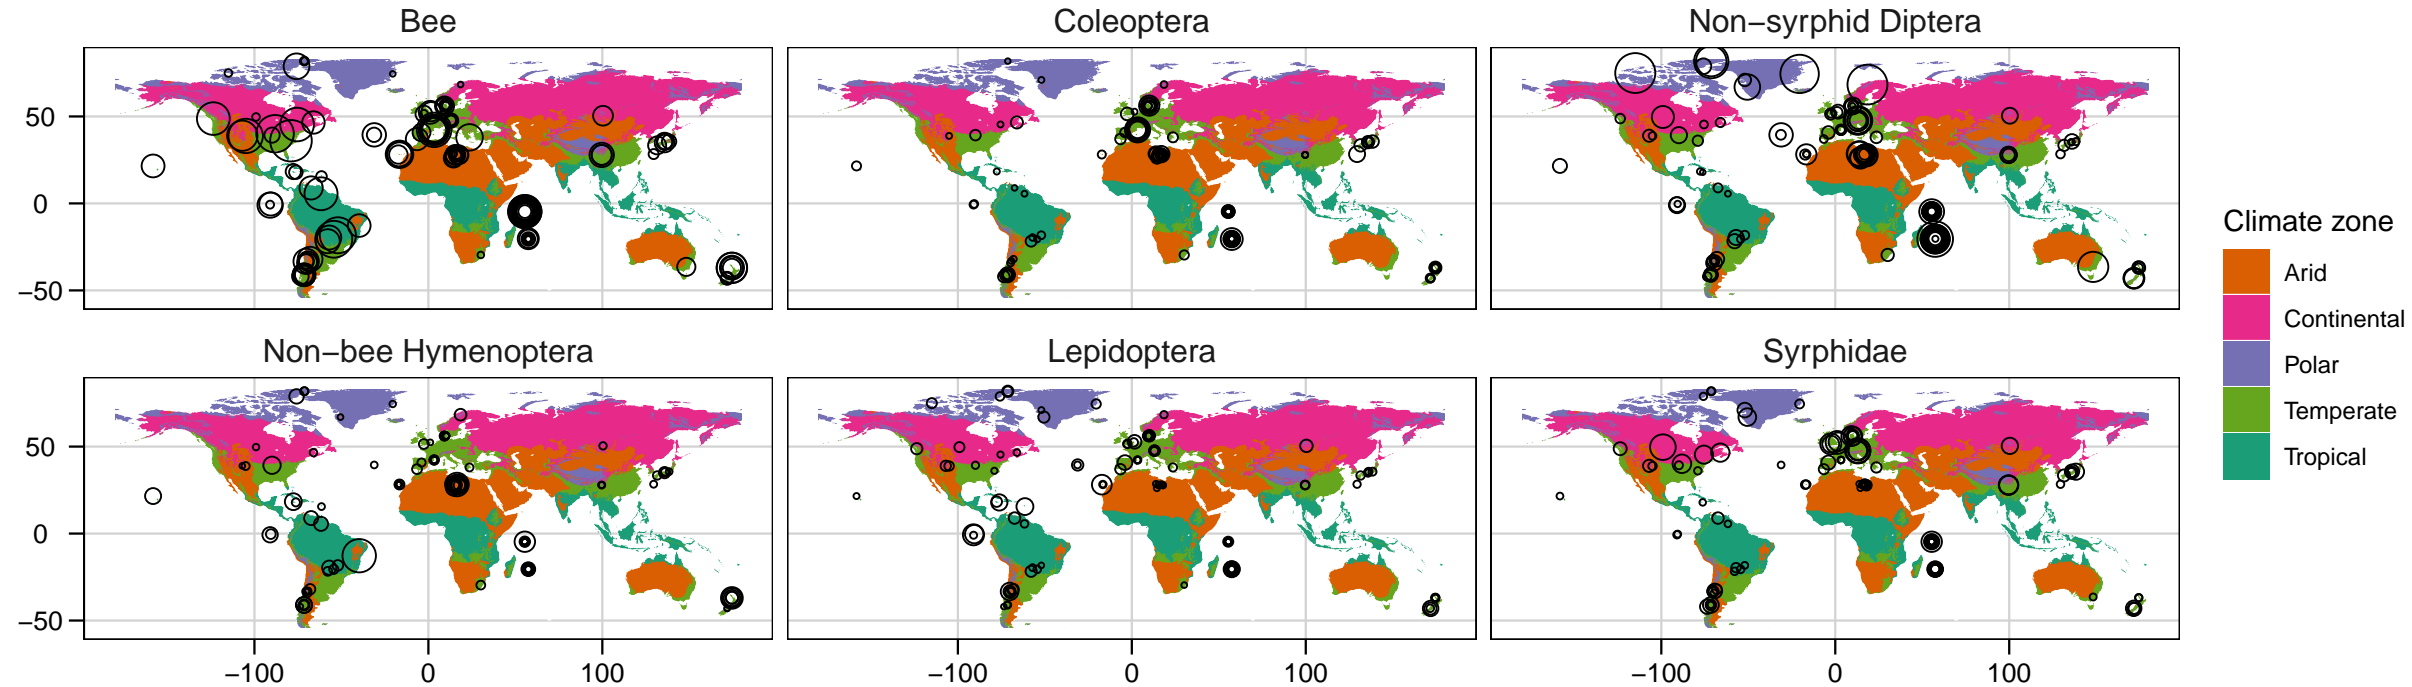 Bee
Coleoptera
Non−syrphid Diptera
50
0
−50
Non−bee Hymenoptera
Lepidoptera
Syrphidae
50
0
−50
−100 0 100
−100 0 100
−100 0 100
Climate zone
Arid
Continental
Polar
Temperate
Tropical